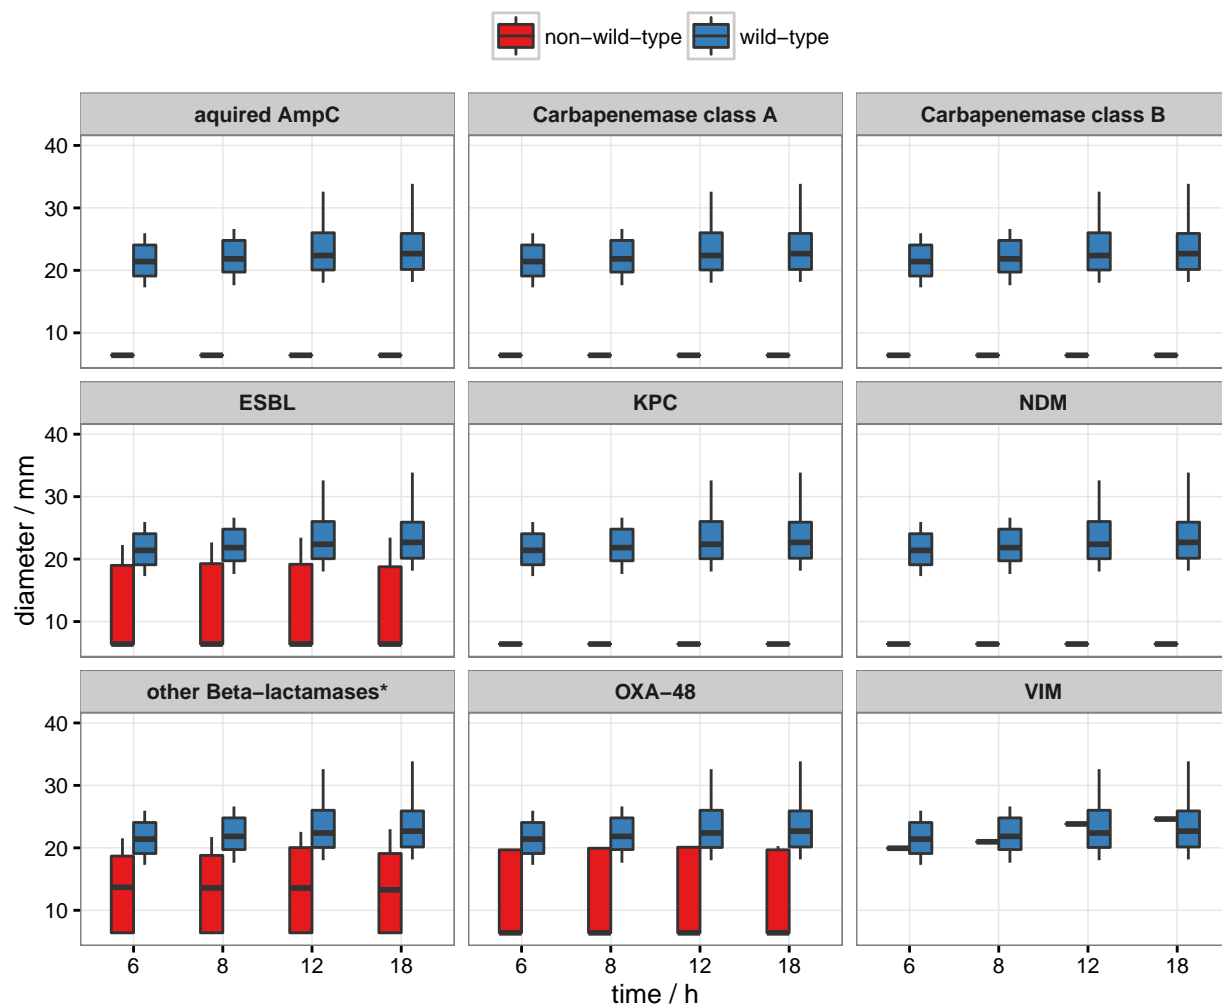 non−wild−type wild−type
aquired AmpC Carbapenemase class A Carbapenemase class B
40
30
20
10
ESBL KPC NDM
40
30
20
10
diameter / mm
other Beta−lactamases* OXA−48 VIM
40
30
20
10
6 8 12 18 6 8 12 18 6 8 12 18
time / h